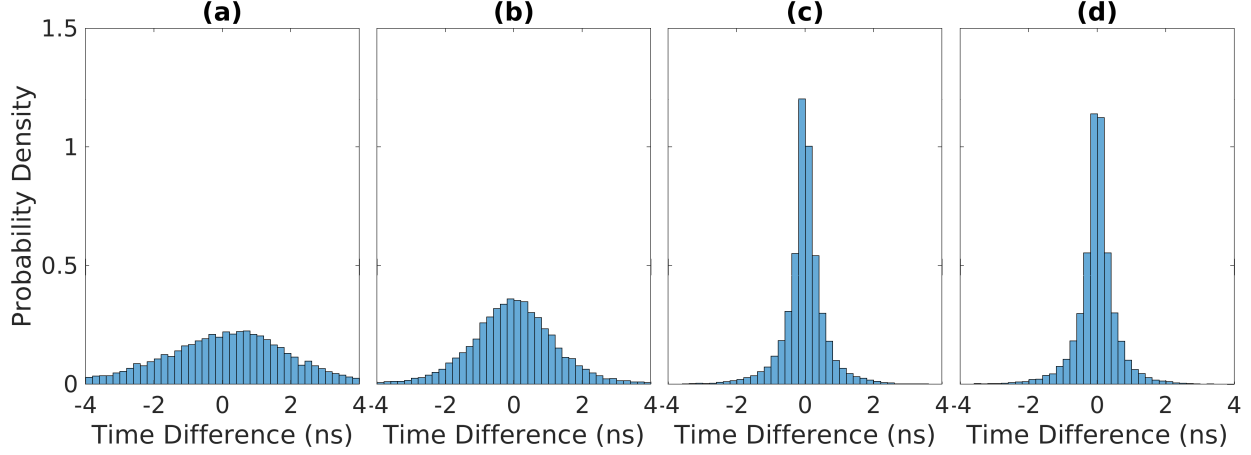 (a) (b) (c) (d)
1.5
1
0.5
0
Probability Density
-4 -2 0 2 4 -4 -2 0 2 4 -4 -2 0 2 4 -4 -2 0 2 4
Time Difference (ns) Time Difference (ns) Time Difference (ns) Time Difference (ns)